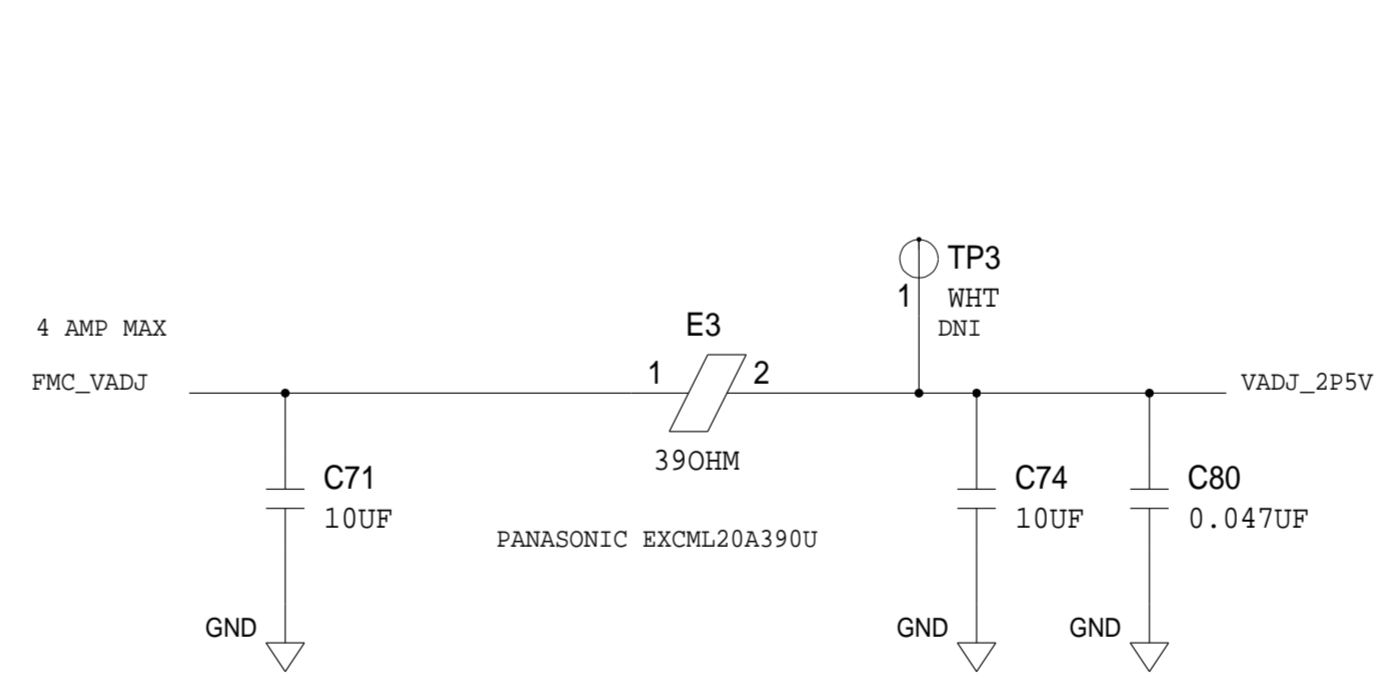 TP3
1 WHT
DNI
4 AMP MAX
E3
1
2
FMC_VADJ
VADJ_2P5V
39OHM
C71
10UF
C74
10UF
C80
0.047UF
PANASONIC EXCML20A390U
GND
GND
GND